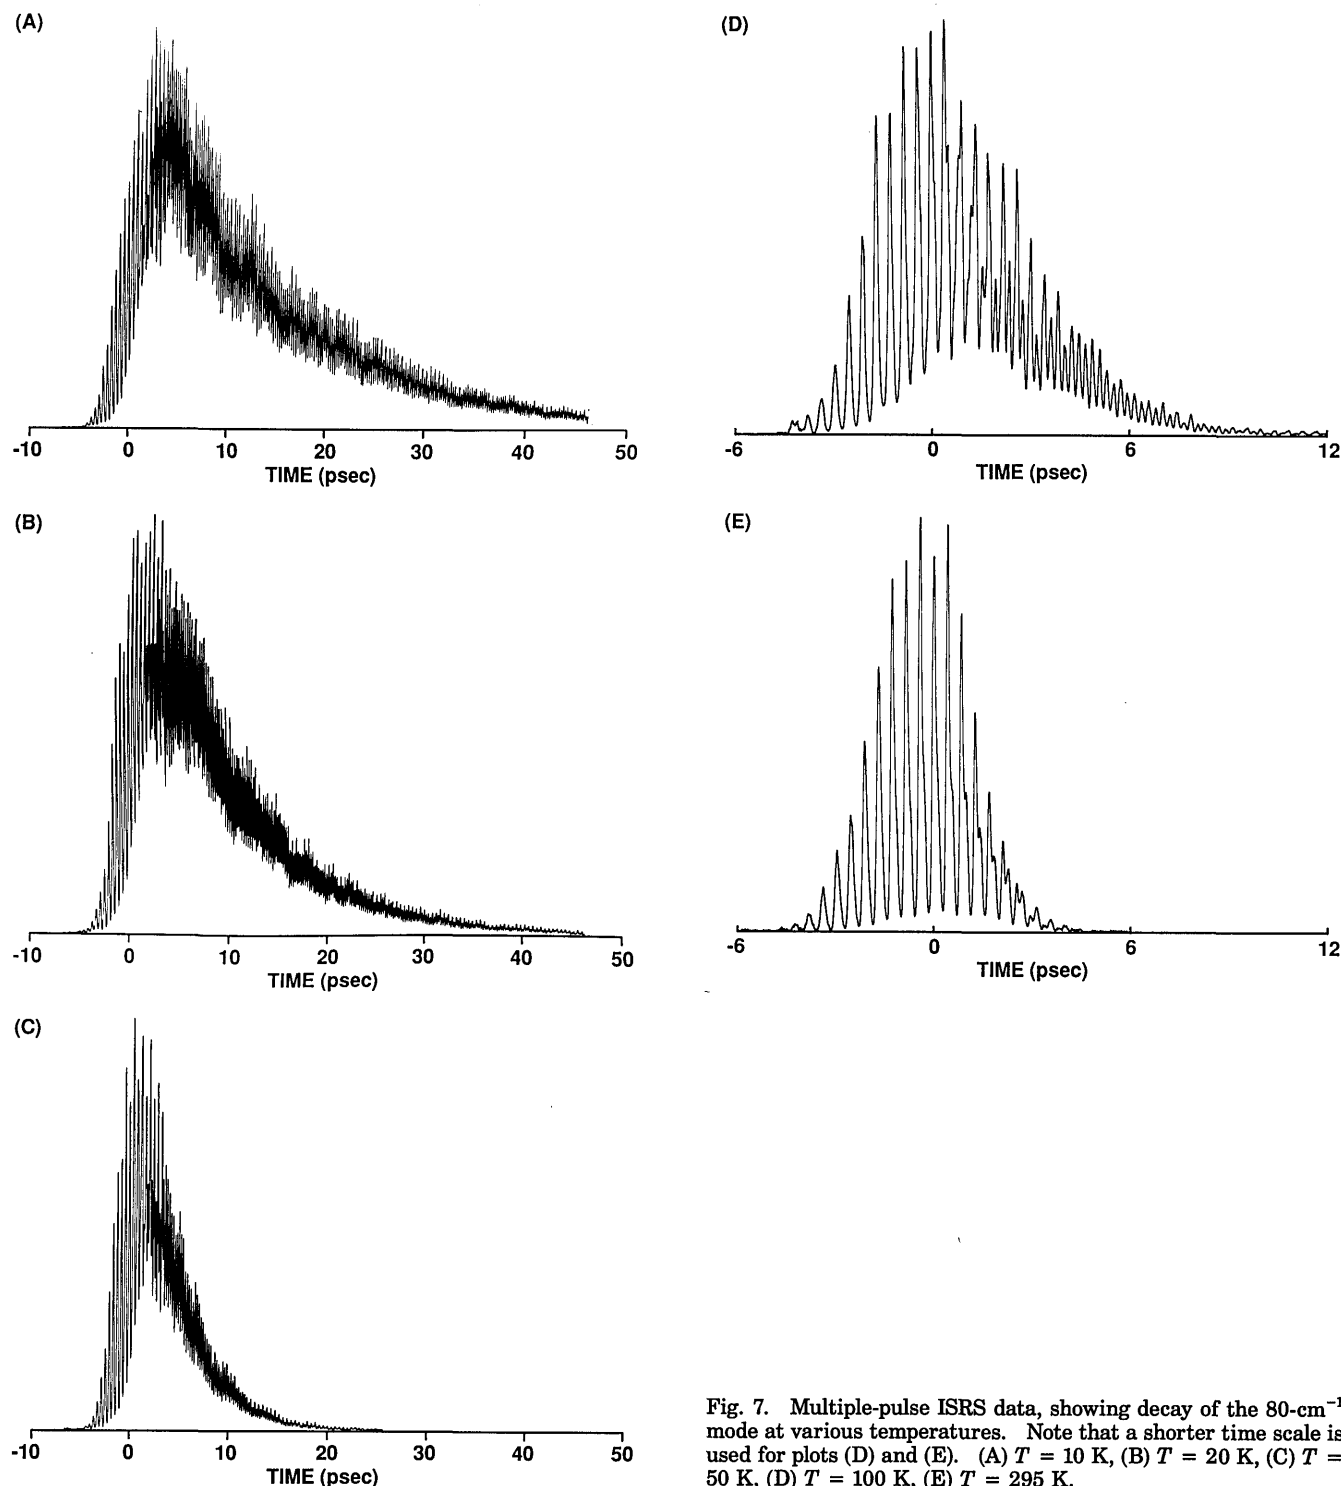 (A)
-10 0 10 20 30 40 50
TIME (psec)
(B)
-10 0 10 20 30 40 50
TIME (psec)
(C)
-10 0 10 20 30 40 50
TIME (psec)
(D)
-6 0 6 12
TIME (psec)
(E)
-6 0 6 12
TIME (psec)
Fig. 7. Multiple-pulse ISRS data, showing decay of the 80-cm⁻¹
mode at various temperatures. Note that a shorter time scale is
used for plots (D) and (E). (A) T = 10 K, (B) T = 20 K, (C) T =
50 K, (D) T = 100 K, (E) T = 295 K.